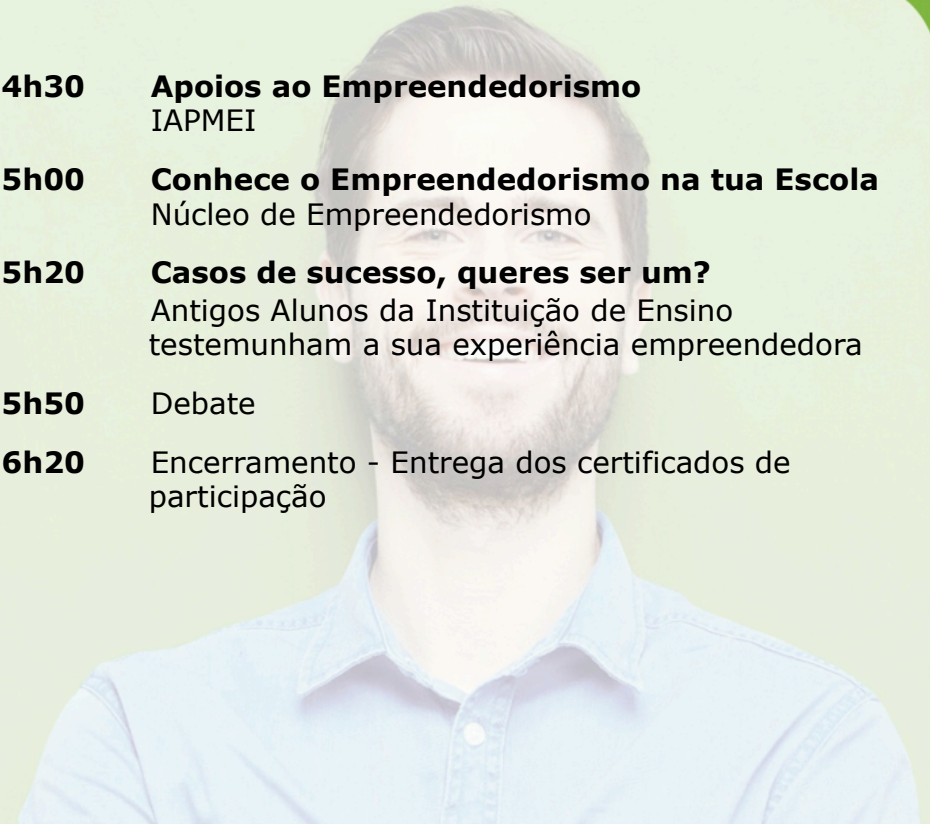 4h30 Apoios ao Empreendedorismo
IAPMEI
5h00 Conhece o Empreendedorismo na tua Escola
Núcleo de Empreendedorismo
5h20 Casos de sucesso, queres ser um?
Antigos Alunos da Instituição de Ensino
testemunham a sua experiência empreendedora
5h50 Debate
6h20 Encerramento - Entrega dos certificados de
participação